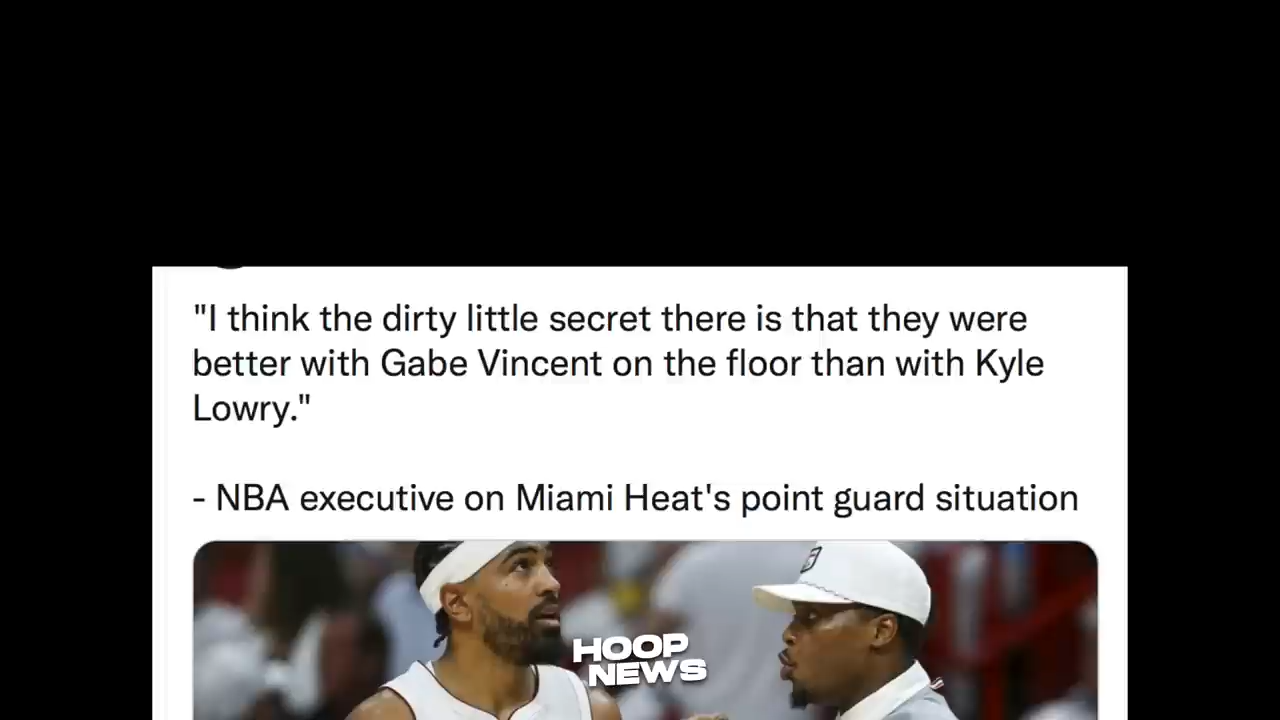 "I think the dirty little secret there is that they were
better with Gabe Vincent on the floor than with Kyle
Lowry."
- NBA executive on Miami Heat's point guard situation
HOOP
NEWS